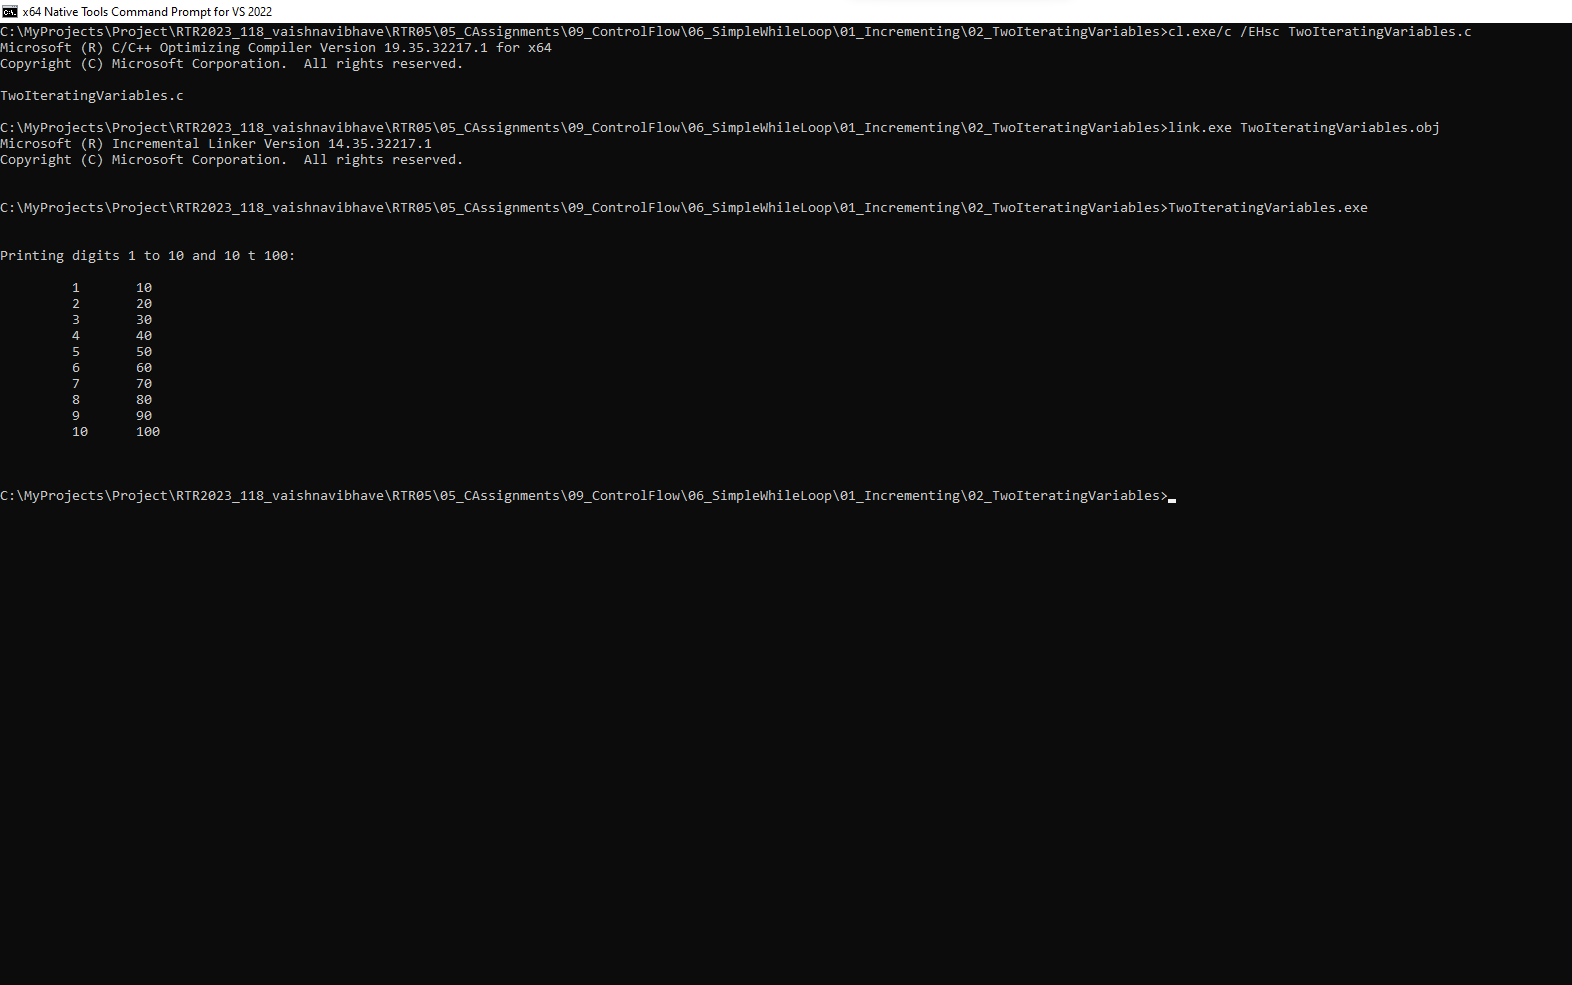 x64 Native Tools Command Prompt for VS 2022
C:\MyProjects\Project\RTR2023_118_vaishnavibhave\RTR05\05_CAssignments\09_ControlFlow\06_SimpleWhileLoop\01_Incrementing\02_TwoIteratingVariables>cl.exe/c /EHsc TwoIteratingVariables.c
Microsoft (R) C/C++ Optimizing Compiler Version 19.35.32217.1 for x64
Copyright (C) Microsoft Corporation.  All rights reserved.
TwoIteratingVariables.c
C:\MyProjects\Project\RTR2023_118_vaishnavibhave\RTR05\05_CAssignments\09_ControlFlow\06_SimpleWhileLoop\01_Incrementing\02_TwoIteratingVariables>link.exe TwoIteratingVariables.obj
Microsoft (R) Incremental Linker Version 14.35.32217.1
Copyright (C) Microsoft Corporation.  All rights reserved.
C:\MyProjects\Project\RTR2023_118_vaishnavibhave\RTR05\05_CAssignments\09_ControlFlow\06_SimpleWhileLoop\01_Incrementing\02_TwoIteratingVariables>TwoIteratingVariables.exe
Printing digits 1 to 10 and 10 t 100:
1 10
2 20
3 30
4 40
5 50
6 60
7 70
8 80
9 90
10 100
C:\MyProjects\Project\RTR2023_118_vaishnavibhave\RTR05\05_CAssignments\09_ControlFlow\06_SimpleWhileLoop\01_Incrementing\02_TwoIteratingVariables>